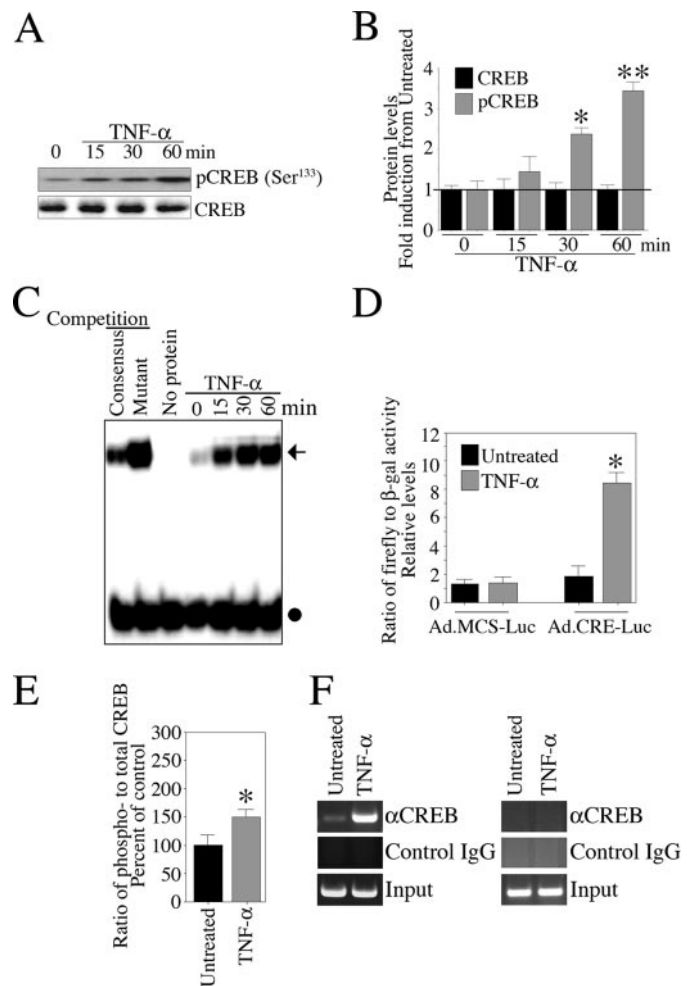 A
TNF-α
0 15 30 60 min
pCREB (Ser¹³³)
CREB
B
Protein levels
Fold induction from Untreated
4
3
2
1
0
CREB
pCREB
*
**
0 15 30 60 min
TNF-α
C
Competition
Consensus
Mutant
No protein
TNF-α
0 15 30 60 min
D
Ratio of firefly to β-gal activity
Relative levels
12
10
8
6
4
2
0
Untreated
TNF-α
*
Ad.MCS-Luc Ad.CRE-Luc
E
Ratio of phospho- to total CREB
Percent of control
300
250
200
150
100
50
0
*
Untreated
TNF-α
F
Untreated
TNF-α
αCREB
Control IgG
Input
Untreated
TNF-α
αCREB
Control IgG
Input